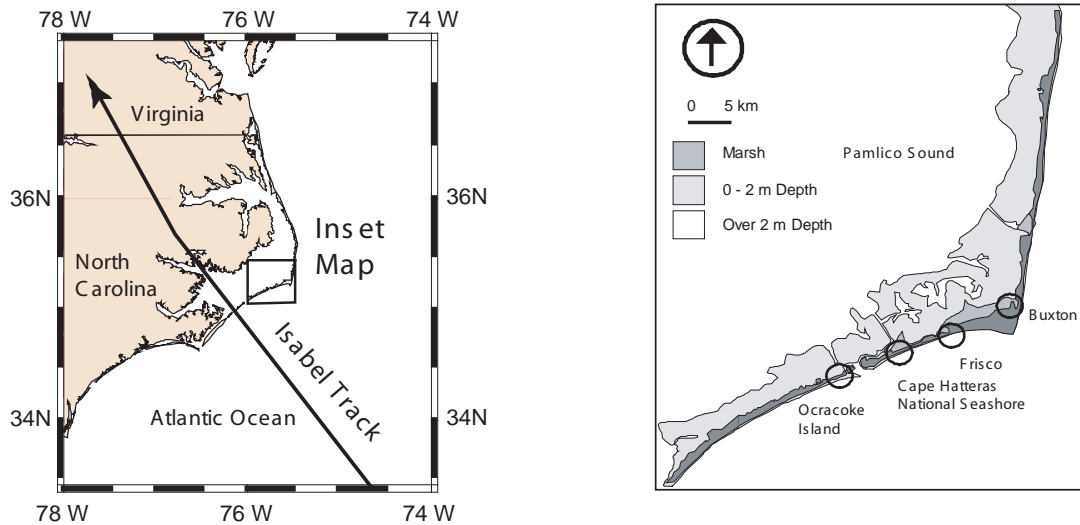 78 W
76 W
74 W
Virginia
36N
36N
Inset
Map
North
Carolina
Isabel Track
34N
Atlantic Ocean
34N
78 W
76 W
74 W
0 5 km
Marsh
Pamlico Sound
0 - 2 m Depth
Over 2 m Depth
Buxton
Frisco
Cape Hatteras
National Seashore
Ocracoke
Island